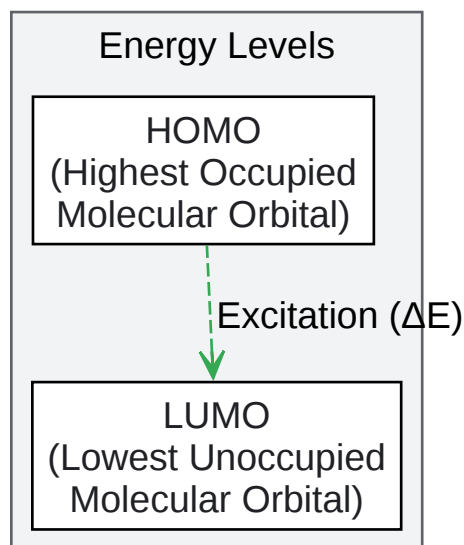 Energy Levels
HOMO
(Highest Occupied
Molecular Orbital)
Excitation (ΔE)
LUMO
(Lowest Unoccupied
Molecular Orbital)